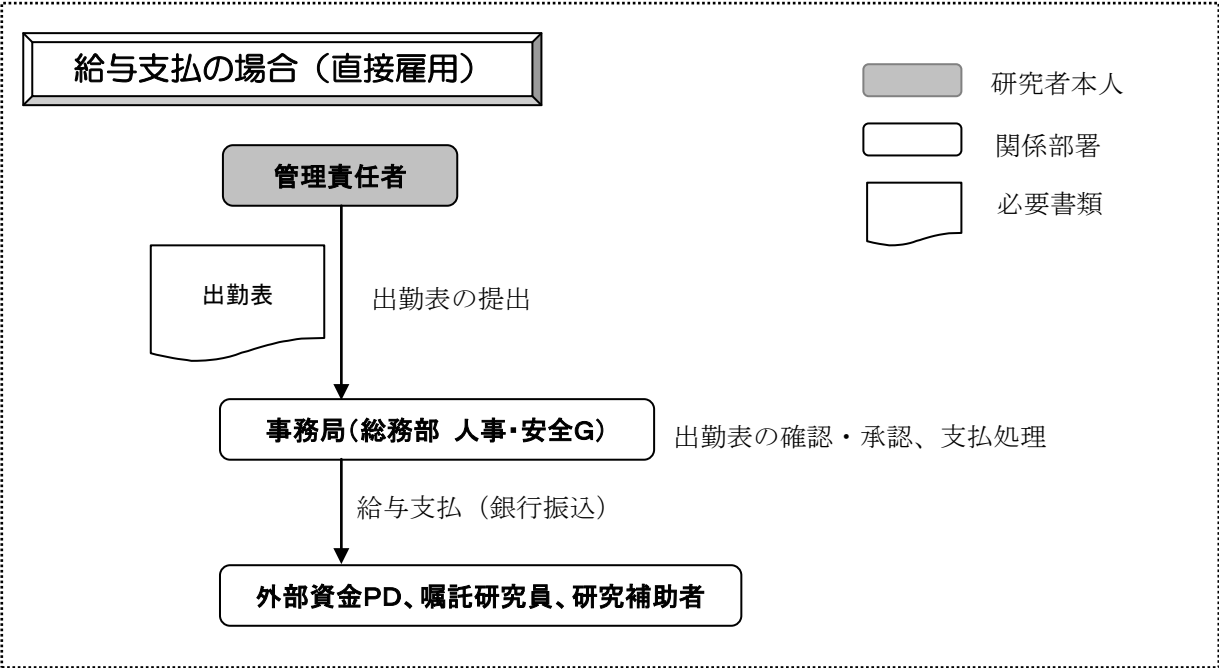 給与支払の場合（直接雇用）
研究者本人
関係部署
必要書類
管理責任者
出勤表
出勤表の提出
事務局（総務部 人事・安全G）
出勤表の確認・承認、支払処理
給与支払（銀行振込）
外部資金PD、嘱託研究員、研究補助者